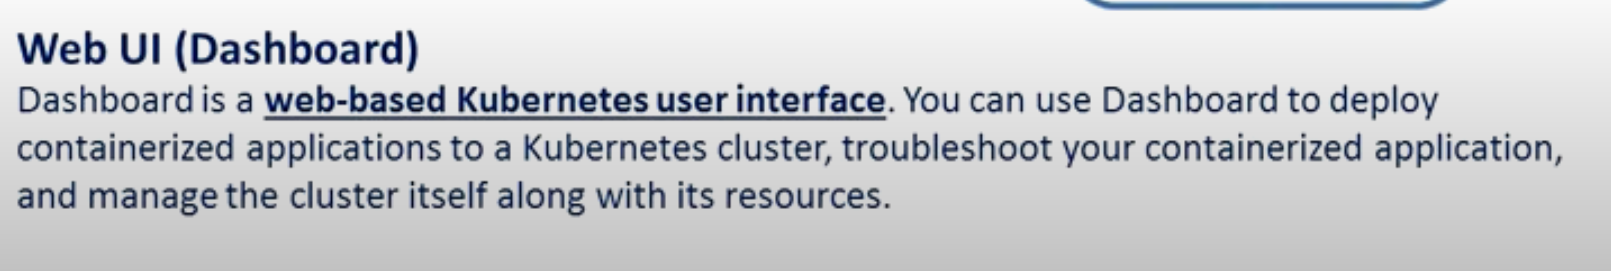 Web UI (Dashboard)
Dashboard is a web-based Kubernetes user interface. You can use Dashboard to deploy
containerized applications to a Kubernetes cluster, troubleshoot your containerized application,
and manage the cluster itself along with its resources.